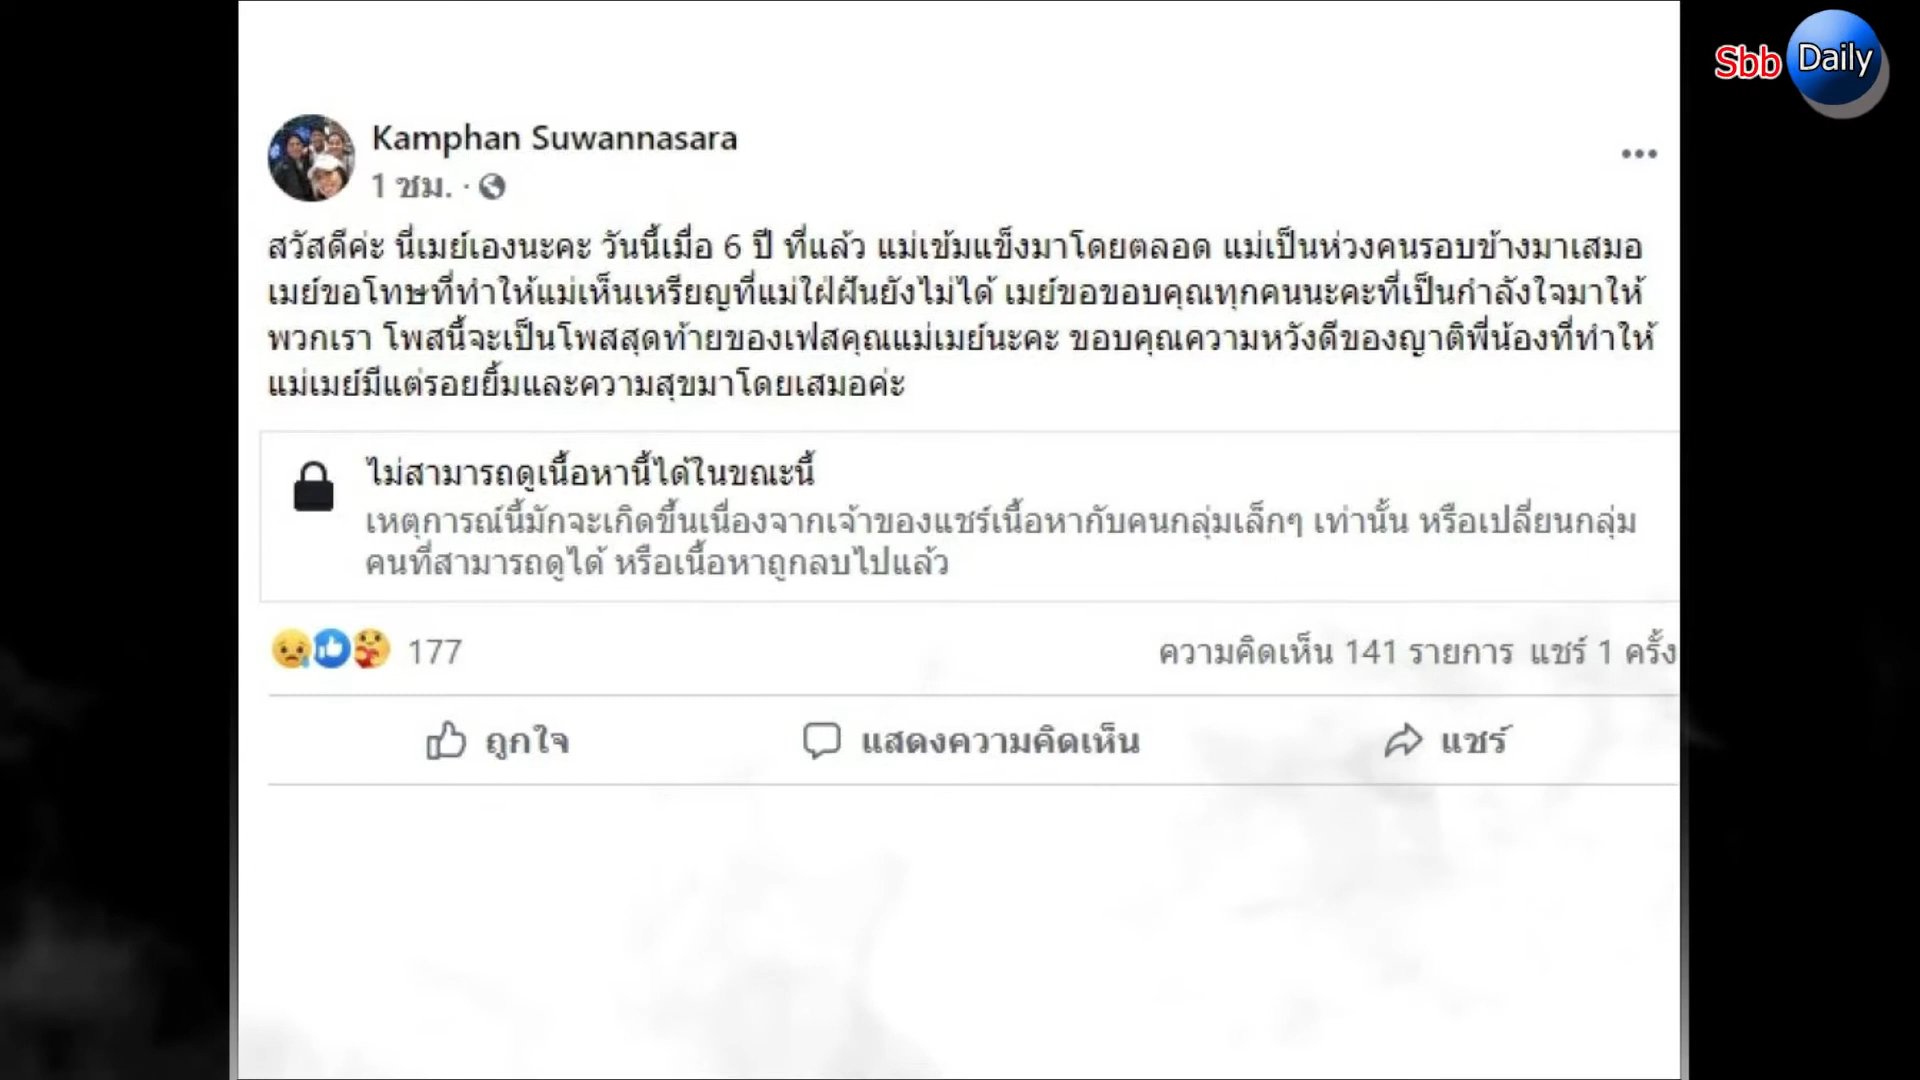 Sbb Daily
Kamphan Suwannasara
1 ชม. ·
สวัสดีค่ะ นี่เมย์เองนะคะ วันนี้เมื่อ 6 ปี ที่แล้ว แม่เข้มแข็งมาโดยตลอด แม่เป็นห่วงคนรอบข้างมาเสมอ
เมย์ขอโทษที่ทำให้แม่เห็นเหรียญที่แม่ใฝ่ฝันยังไม่ได้ เมย์ขอขอบคุณทุกคนนะคะที่เป็นกำลังใจมาให้
พวกเรา โพสนี้จะเป็นโพสสุดท้ายของเฟสคุณแม่เมย์นะคะ ขอบคุณความหวังดีของญาติพี่น้องที่ทำให้
แม่เมย์มีแต่รอยยิ้มและความสุขมาโดยเสมอค่ะ
ไม่สามารถดูเนื้อหานี้ได้ในขณะนี้
เหตุการณ์นี้มักจะเกิดขึ้นเนื่องจากเจ้าของแชร์เนื้อหากับคนกลุ่มเล็กๆ เท่านั้น หรือเปลี่ยนกลุ่ม
คนที่สามารถดูได้ หรือเนื้อหาถูกลบไปแล้ว
177
ความคิดเห็น 141 รายการ แชร์ 1 ครั้ง
ถูกใจ
แสดงความคิดเห็น
แชร์